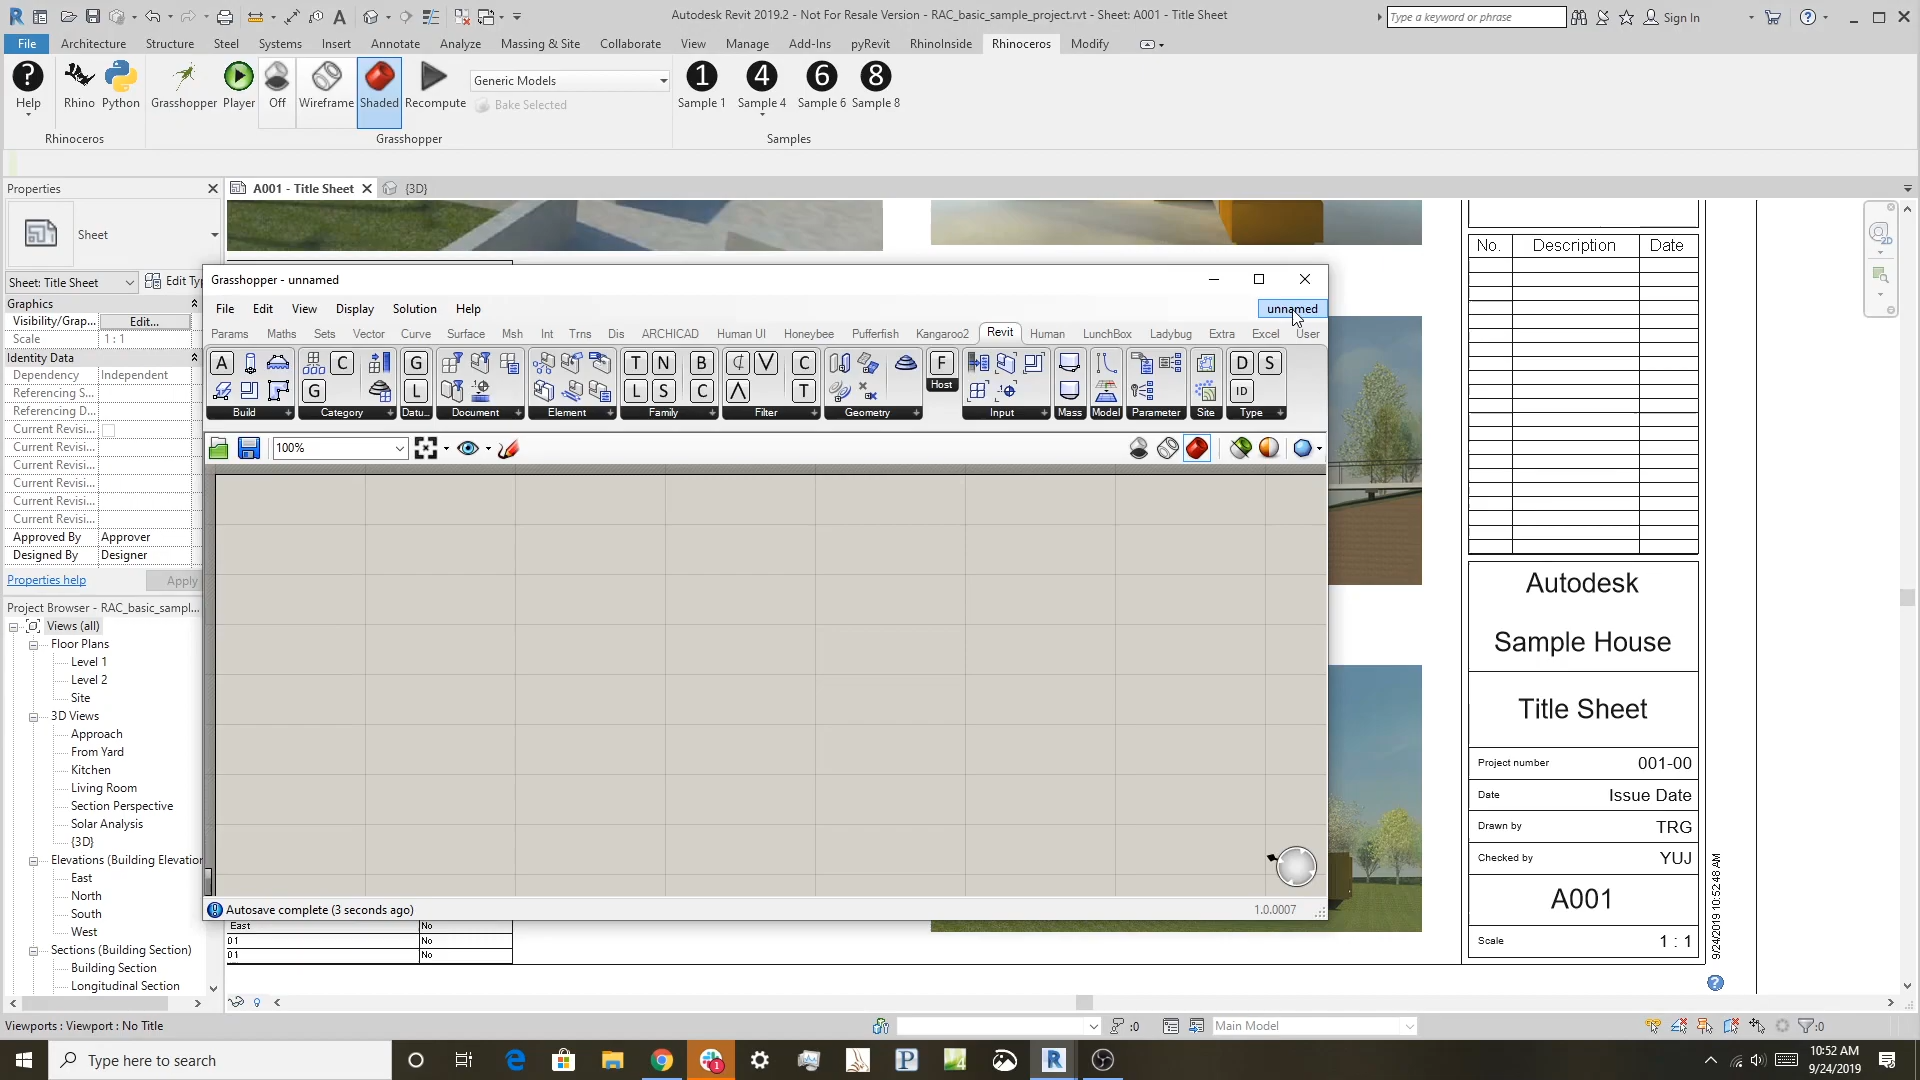 Autodesk Revit 2019.2 - Not For Resale Version - RAC_basic_sample_project.rvt - Sheet: A001 - Title Sheet
Type a keyword or phrase
Sign In
File Architecture Structure Steel Systems Insert Annotate Analyze Massing & Site Collaborate View Manage Add-Ins pyRevit RhinoInside Rhinoceros Modify
Help Rhino Python Grasshopper Player Off Wireframe Shaded Recompute
Generic Models
Bake Selected
1 4 6 8
Sample 1 Sample 4 Sample 6 Sample 8
Rhinoceros Grasshopper Samples
Properties
A001 - Title Sheet
{3D}
Sheet
Sheet: Title Sheet
Edit Ty
Graphics
Visibility/Grap... Edit...
Scale 1 : 1
Identity Data
Dependency Independent
Referencing S...
Referencing D...
Current Revisi...
Current Revisi...
Current Revisi...
Current Revisi...
Current Revisi...
Current Revisi...
Approved By Approver
Designed By Designer
Properties help
Apply
Project Browser - RAC_basic_sampl...
Views (all)
Floor Plans
Level 1
Level 2
Site
3D Views
Approach
From Yard
Kitchen
Living Room
Section Perspective
Solar Analysis
{3D}
Elevations (Building Elevation
East
North
South
West
Sections (Building Section)
Building Section
Longitudinal Section
Grasshopper - unnamed
File Edit View Display Solution Help
unnamed
Params Maths Sets Vector Curve Surface Msh Int Trns Dis ARCHICAD Human UI Honeybee Pufferfish Kangaroo2 Revit Human LunchBox Ladybug Extra Excel User
A C G T N B C F D S
G L L S C T Host ID
Build Category Datu... Document Element Family Filter Geometry Input Mass Model Parameter Site Type
100%
Autosave complete (3 seconds ago)
1.0.0007
East No
0 1 No
0 1 No
No. Description Date
Autodesk
Sample House
Title Sheet
Project number 001-00
Date Issue Date
Drawn by TRG
Checked by YUJ
A001
Scale 1 : 1
9/24/2019 10:52:48 AM
2D
Viewports : Viewport : No Title
:0
Main Model
:0
Type here to search
10:52 AM
9/24/2019